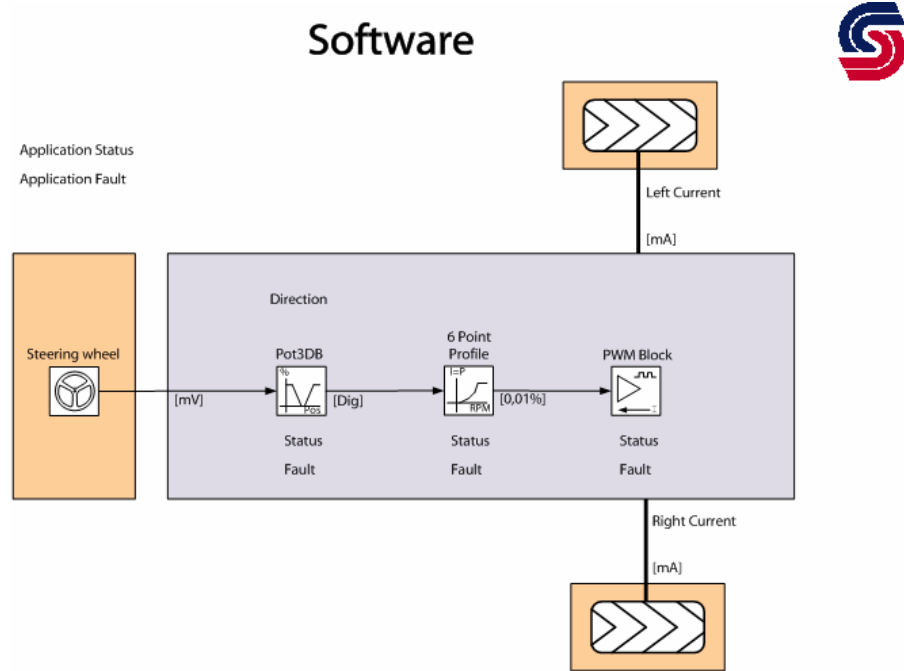 Software
Application Status
Application Fault
Left Current
[mA]
Direction
Steering wheel
Pot3DB
6 Point
Profile
PWM Block
%
Pos
I=P
RPM
I
[mV]
[Dig]
[0,01%]
Status
Status
Status
Fault
Fault
Fault
Right Current
[mA]